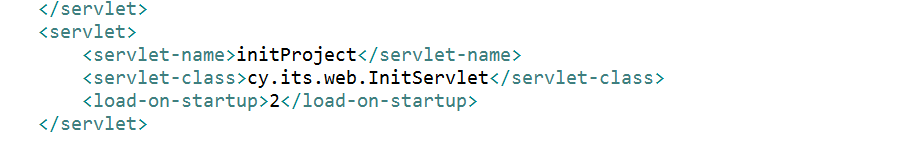 </servlet>
<servlet>
<servlet-name>initProject</servlet-name>
<servlet-class>cy.its.web.InitServlet</servlet-class>
<load-on-startup>2</load-on-startup>
</servlet>